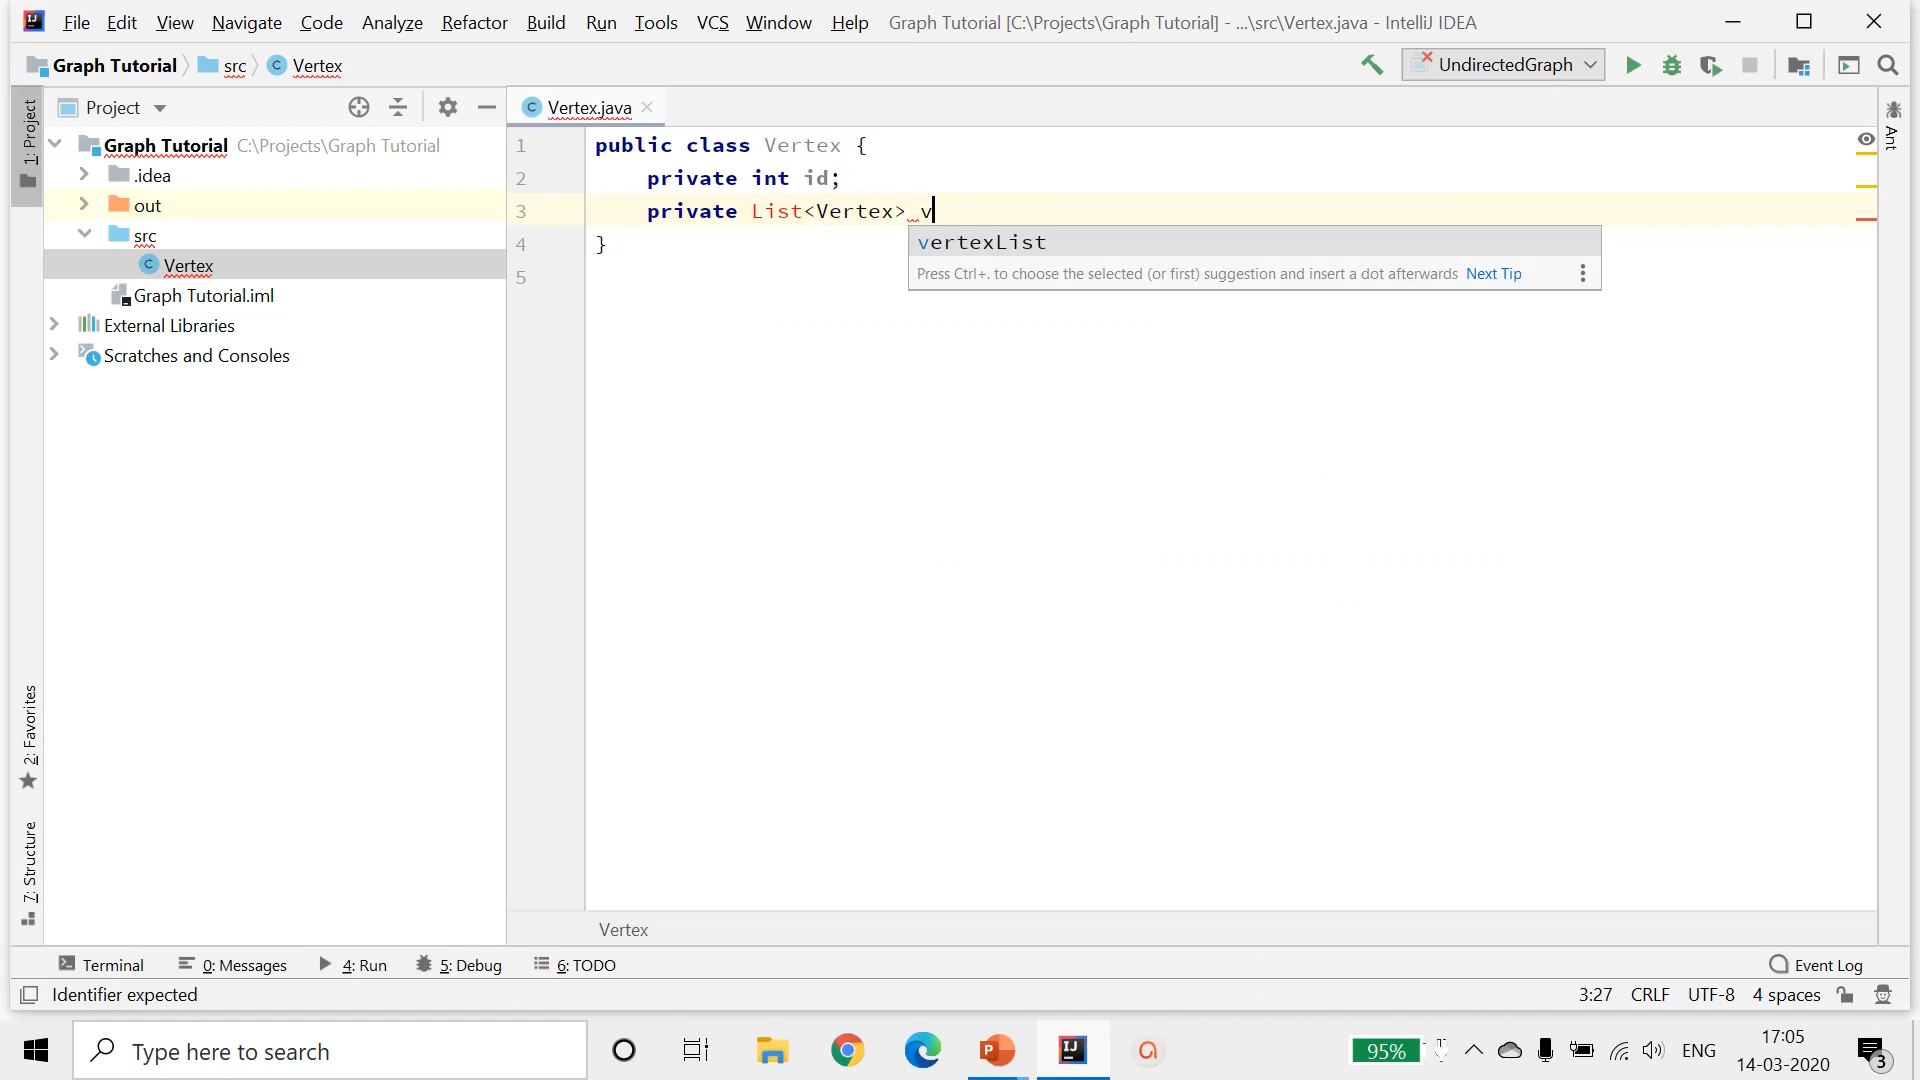 File Edit View Navigate Code Analyze Refactor Build Run Tools VCS Window Help Graph Tutorial [C:\Projects\Graph Tutorial] - ...\src\Vertex.java - IntelliJ IDEA
Graph Tutorial src Vertex UndirectedGraph
Project Vertex.java
1: Project
Ant
Graph Tutorial C:\Projects\Graph Tutorial
.idea
out
src
Vertex
Graph Tutorial.iml
External Libraries
Scratches and Consoles
1 public class Vertex {
2 private int id;
3 private List<Vertex> v
4 }
5
vertexList
Press Ctrl+. to choose the selected (or first) suggestion and insert a dot afterwards Next Tip
2: Favorites
7: Structure
Vertex
Terminal 0: Messages 4: Run 5: Debug 6: TODO Event Log
Identifier expected 3:27 CRLF UTF-8 4 spaces
Type here to search 95% ENG 17:05
14-03-2020 3